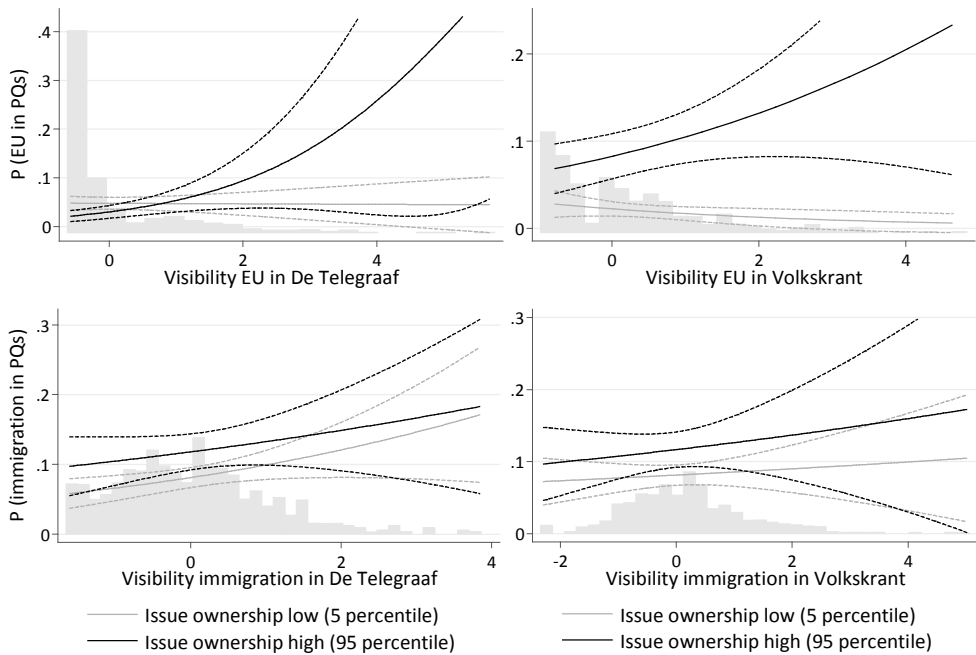 P (EU in PQs)
.4
.3
.2
.1
0
0 2 4
Visibility EU in De Telegraaf
.2
.1
0
0 2 4
Visibility EU in Volkskrant
P (immigration in PQs)
.3
.2
.1
0
0 2 4
Visibility immigration in De Telegraaf
.3
.2
.1
0
-2 0 2 4
Visibility immigration in Volkskrant
Issue ownership low (5 percentile)
Issue ownership high (95 percentile)
Issue ownership low (5 percentile)
Issue ownership high (95 percentile)